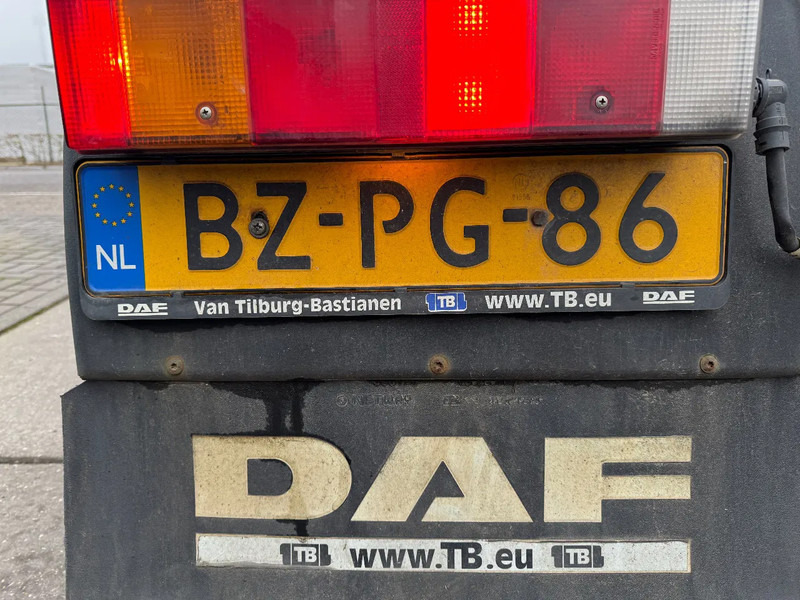 NL BZ-PG-86
DAF Van Tilburg-Bastianen TB www.TB.eu DAF
DAF
TB www.TB.eu TB